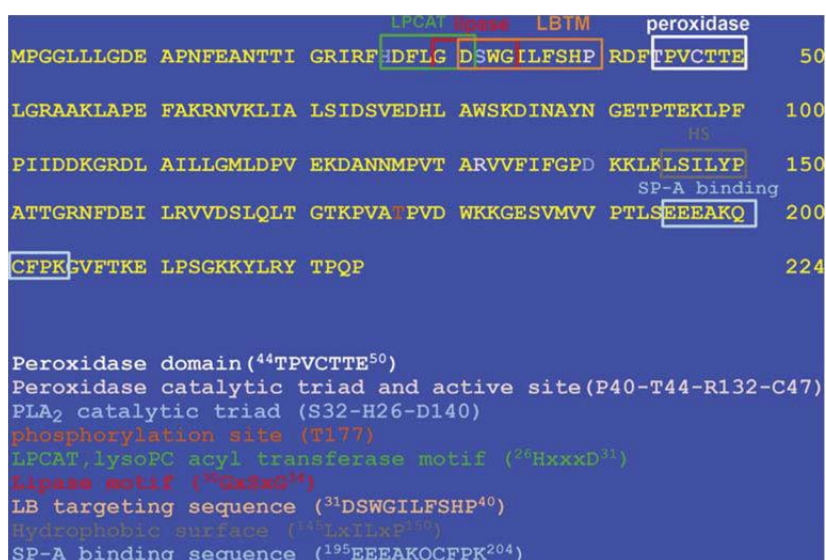 LPCAT lipase LBTM peroxidase
MPGGLLLGDE APNFEANTTI GRIRFHDFLG DSWGILFSHP RDFTPVCTTE 50
LGRAAKLAPE FAKRNVKLIA LSIDSVEDHL AWSKDINAYN GETPTEKLPF 100
HS
PIIDDKGRDL AILLGMLDPV EKDANNMPVT ARVVFIFGPD KKLKLSILYP 150
SP-A binding
ATTGRNFDEI LRVVDSLQLT GTKPVATPVD WKKGESVMVV PTLSEEEAKQ 200
CFPKGVFTKE LPSGKKYLRY TPQP 224
Peroxidase domain(⁴⁴TPVCTTE⁵⁰)
Peroxidase catalytic triad and active site(P40-T44-R132-C47)
PLA₂ catalytic triad (S32-H26-D140)
phosphorylation site (T177)
LPCAT,lysoPC acyl transferase motif (²⁶HxxxD³¹)
Lipase motif (³⁰GxSxG³⁴)
LB targeting sequence (³¹DSWGILFSHP⁴⁰)
Hydrophobic surface (¹⁴⁵LxILxP¹⁵⁰)
SP-A binding sequence (¹⁹⁵EEEAKQCFPK²⁰⁴)